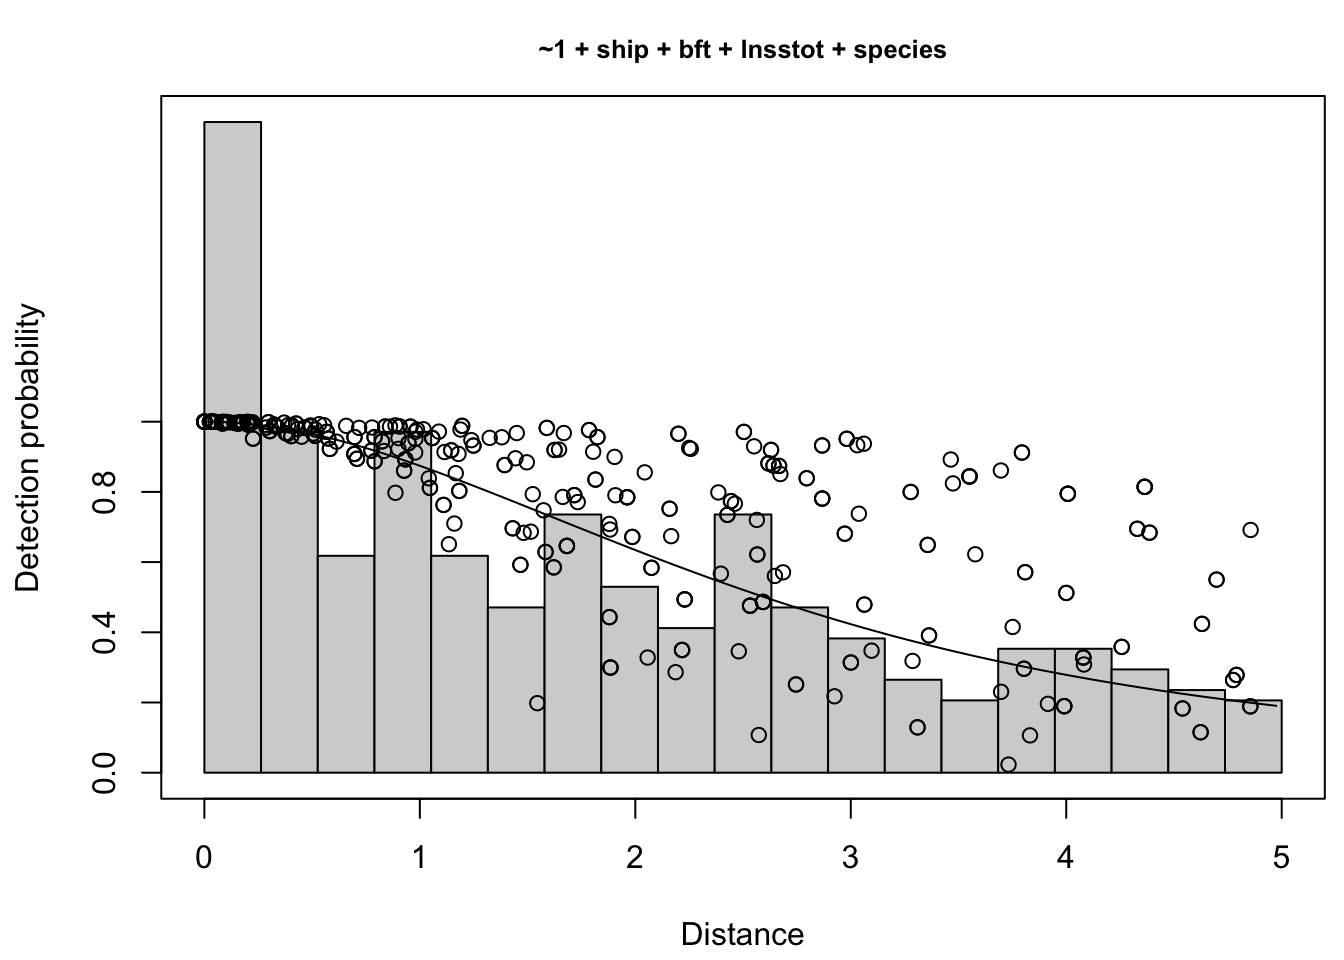 ~1 + ship + bft + lnsstot + species
Detection probability
0.8
0.4
0.0
0 1 2 3 4 5
Distance